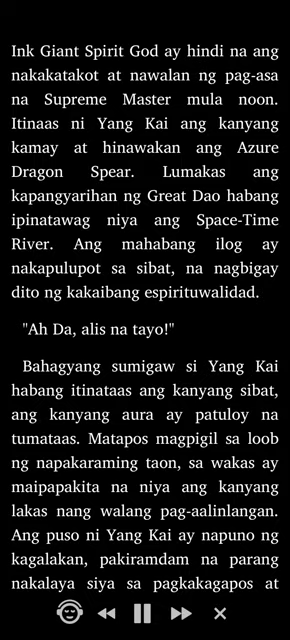 Ink Giant Spirit God ay hindi na ang
nakakatakot at nawalan ng pag-asa
na Supreme Master mula noon.
Itinaas ni Yang Kai ang kanyang
kamay at hinawakan ang Azure
Dragon Spear. Lumakas ang
kapangyarihan ng Great Dao habang
ipinatawag niya ang Space-Time
River. Ang mahabang ilog ay
nakapulupot sa sibat, na nagbigay
dito ng kakaibang espirituwalidad.
"Ah Da, alis na tayo!"
Bahagyang sumigaw si Yang Kai
habang itinataas ang kanyang sibat,
ang kanyang aura ay patuloy na
tumataas. Matapos magpigil sa loob
ng napakaraming taon, sa wakas ay
maipapakita na niya ang kanyang
lakas nang walang pag-aalinlangan.
Ang puso ni Yang Kai ay napuno ng
kagalakan, pakiramdam na parang
nakalaya siya sa pagkakagapos at